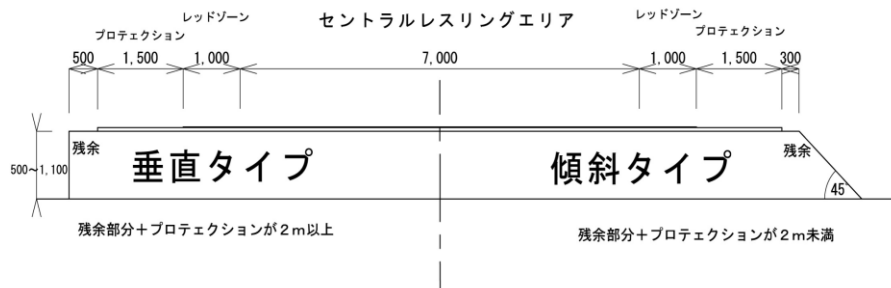 レッドゾーン セントラルレスリングエリア レッドゾーン
プロテェクション プロテェクション
500 1,500 1,000 7,000 1,000 1,500 300
残余 残余
垂直タイプ 傾斜タイプ
500～1,100
45°
残余部分＋プロテェクションが２ｍ以上 残余部分＋プロテェクションが２ｍ未満